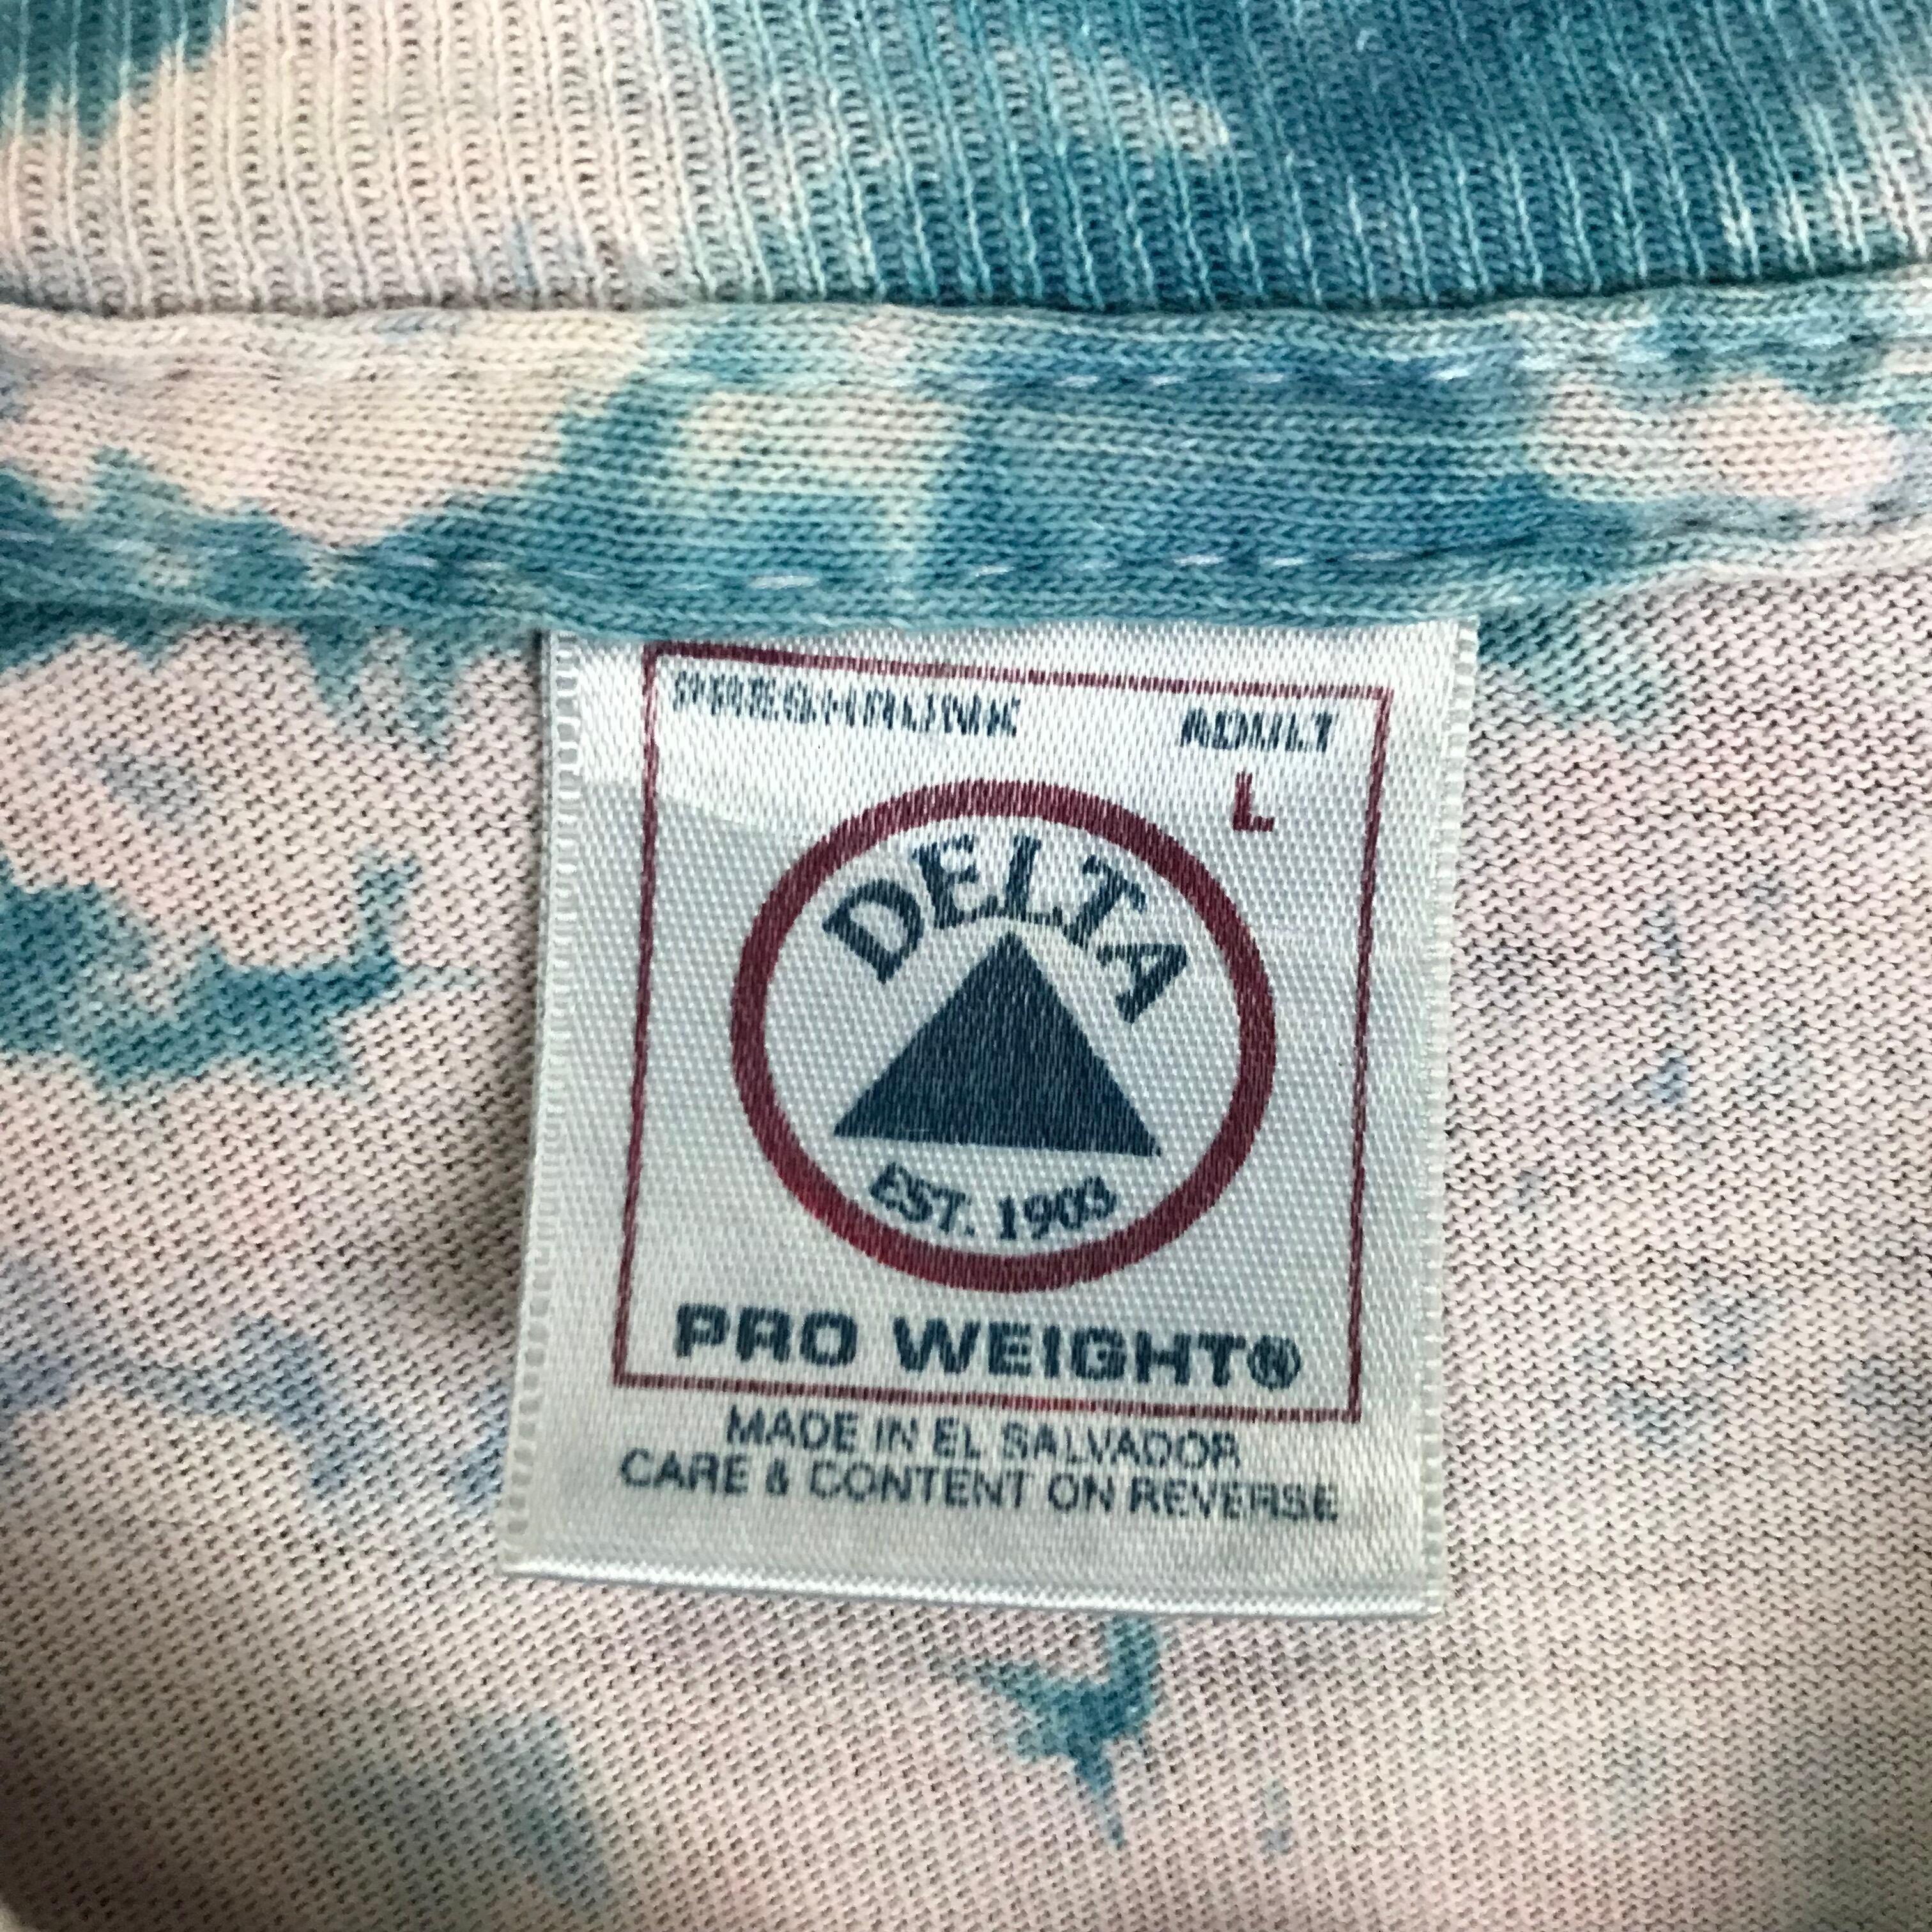 PRESHRUNK ADULT
L
DELTA
EST. 1903
PRO WEIGHT®
MADE IN EL SALVADOR
CARE & CONTENT ON REVERSE